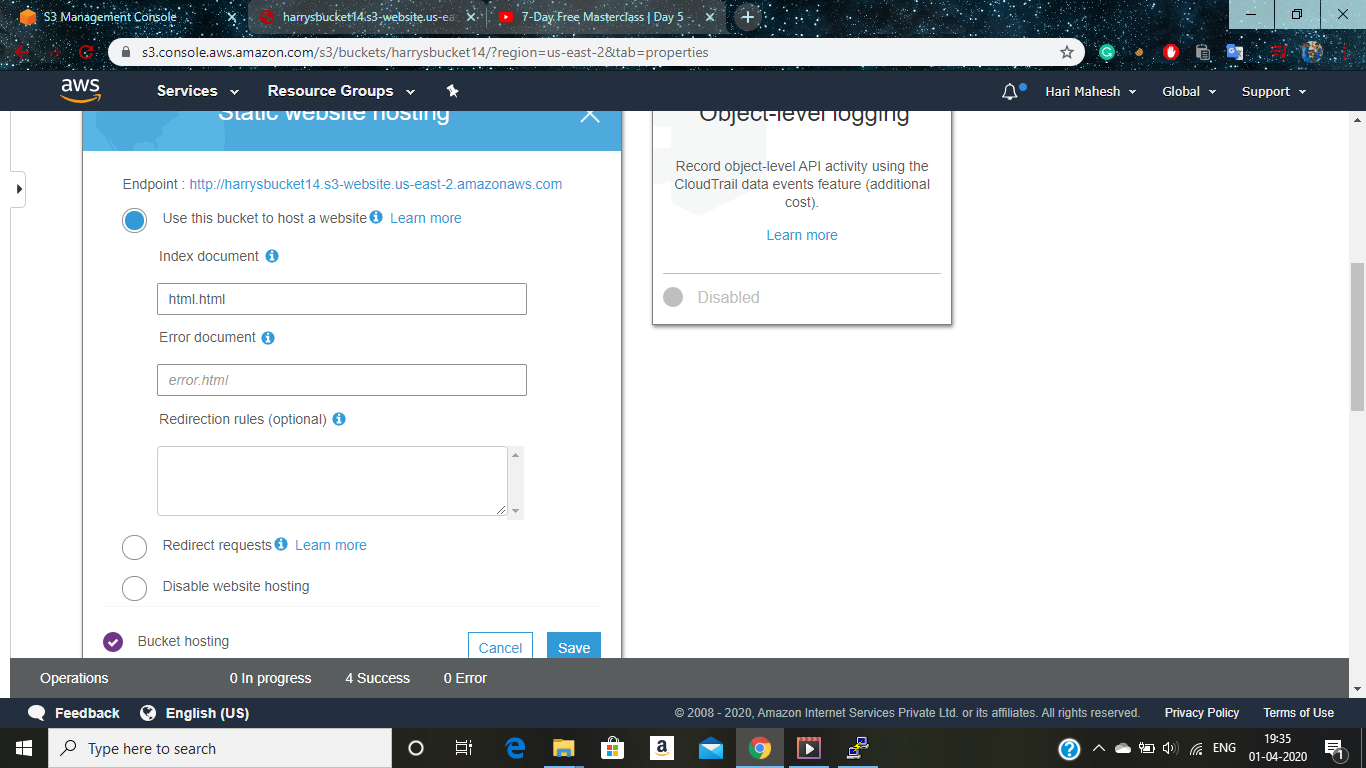 S3 Management Console
harrysbucket14.s3-website.us-ea
7-Day Free Masterclass | Day 5 -
s3.console.aws.amazon.com/s3/buckets/harrysbucket14/?region=us-east-2&tab=properties
aws
Services
Resource Groups
Hari Mahesh
Global
Support
Static website hosting
Endpoint : http://harrysbucket14.s3-website.us-east-2.amazonaws.com
Use this bucket to host a website Learn more
Index document
html.html
Error document
error.html
Redirection rules (optional)
Redirect requests Learn more
Disable website hosting
Bucket hosting
Cancel
Save
Object-level logging
Record object-level API activity using the
CloudTrail data events feature (additional
cost).
Learn more
Disabled
Operations
0 In progress
4 Success
0 Error
Feedback
English (US)
© 2008 - 2020, Amazon Internet Services Private Ltd. or its affiliates. All rights reserved.
Privacy Policy
Terms of Use
Type here to search
ENG
19:35
01-04-2020
1